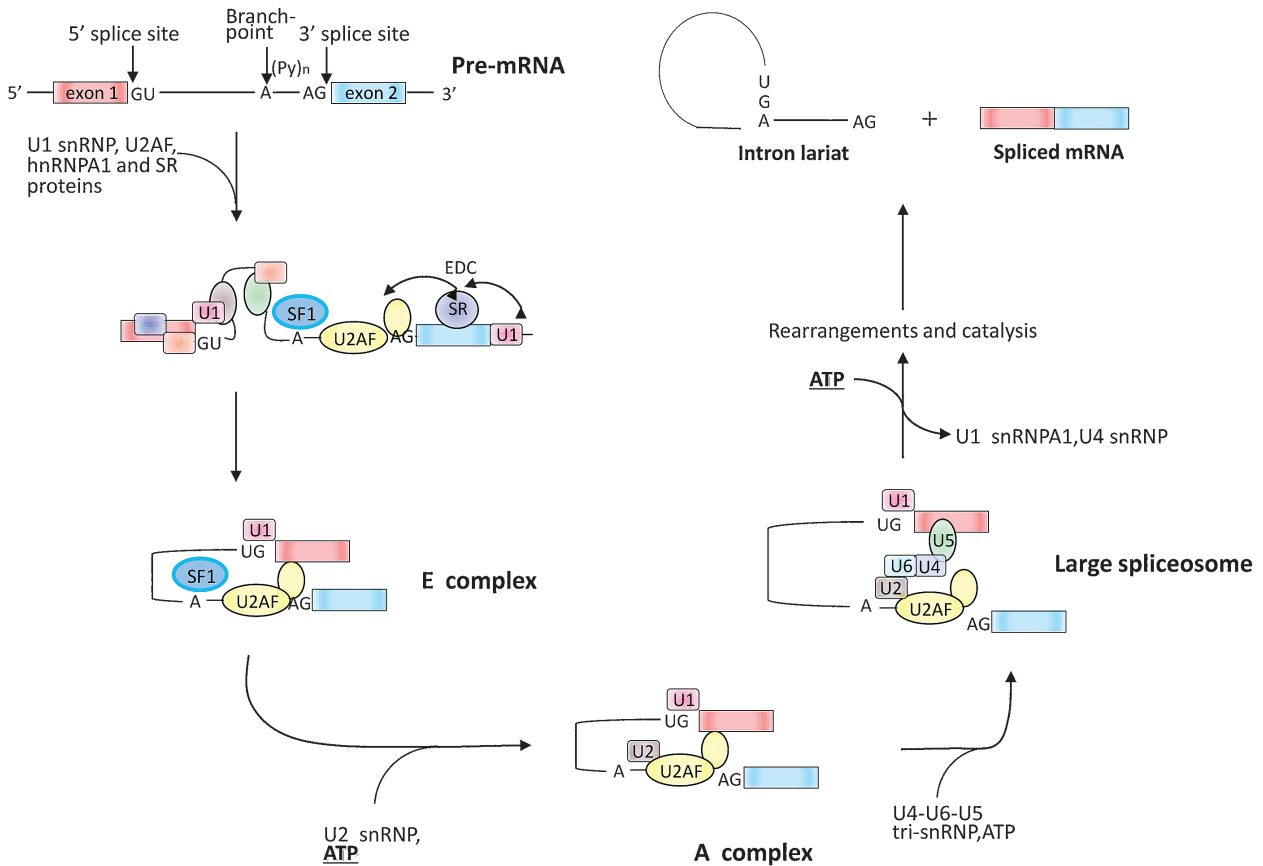 5' splice site
Branch-
point
3' splice site
(Py)n
Pre-mRNA
5'
exon 1
GU
A
AG
exon 2
3'
U1 snRNP, U2AF,
hnRNPA1 and SR
proteins
EDC
U1
GU
SF1
A
U2AF
AG
SR
U1
U1
UG
SF1
A
U2AF
AG
E complex
U2 snRNP,
ATP
U1
UG
U2
A
U2AF
AG
A complex
U4-U6-U5
tri-snRNP,ATP
U1
UG
U5
U6
U4
U2
A
U2AF
AG
Large spliceosome
ATP
U1 snRNPA1,U4 snRNP
Rearrangements and catalysis
U
G
A
AG
+
Intron lariat
Spliced mRNA